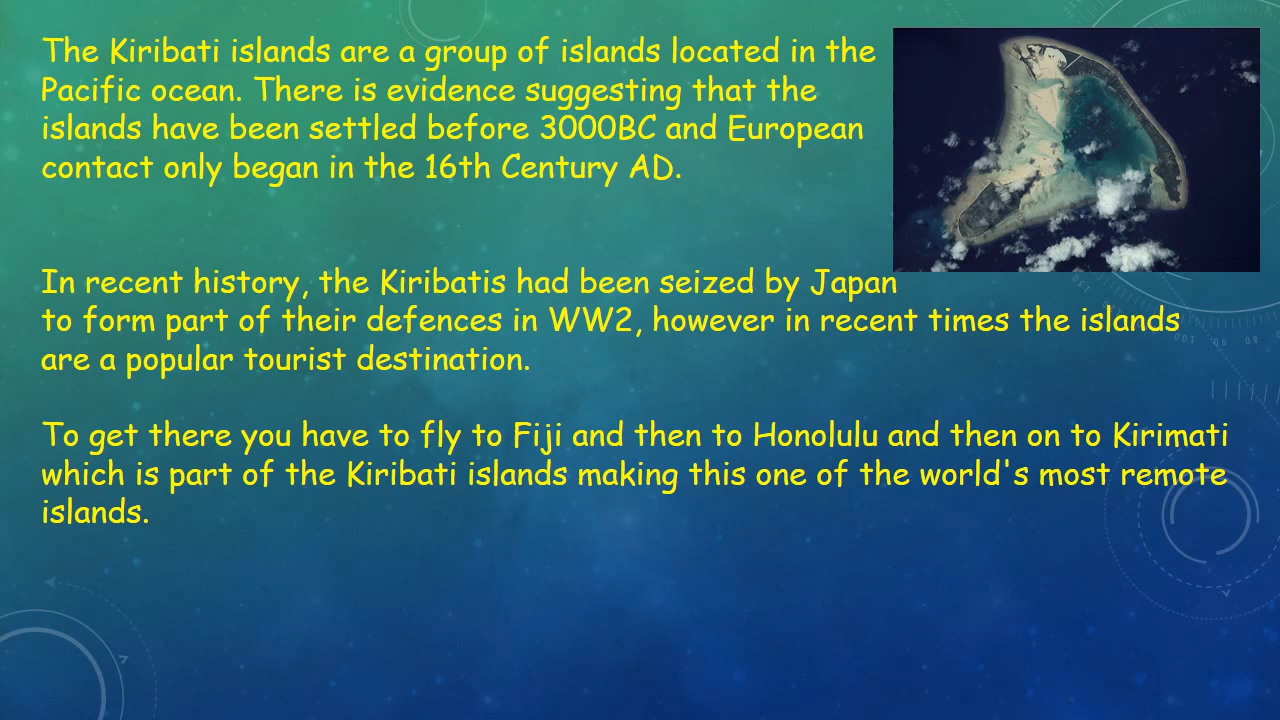 The Kiribati islands are a group of islands located in the
Pacific ocean. There is evidence suggesting that the
islands have been settled before 3000BC and European
contact only began in the 16th Century AD.
In recent history, the Kiribatis had been seized by Japan
to form part of their defences in WW2, however in recent times the islands
are a popular tourist destination.
To get there you have to fly to Fiji and then to Honolulu and then on to Kirimati
which is part of the Kiribati islands making this one of the world's most remote
islands.